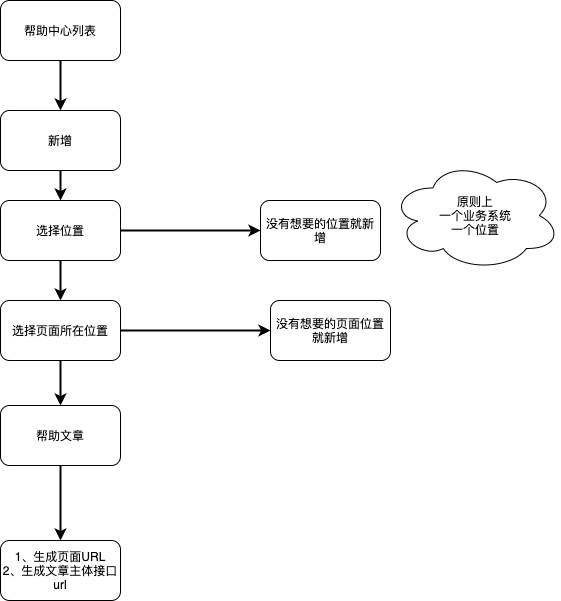 帮助中心列表
新增
原则上
一个业务系统
一个位置
选择位置
没有想要的位置就新
增
选择页面所在位置
没有想要的页面位置
就新增
帮助文章
1、生成页面URL
2、生成文章主体接口
url